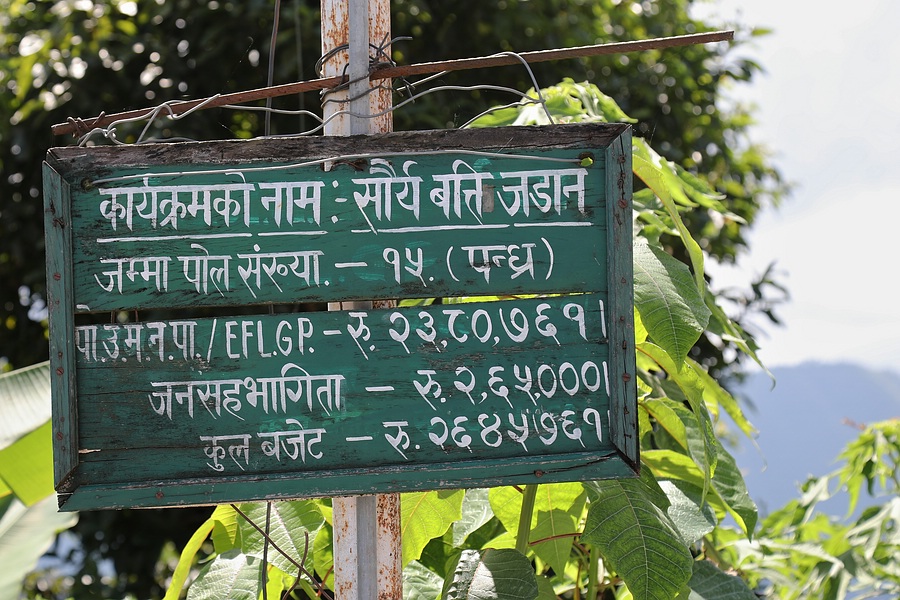 कार्यक्रमको नाम : सौर्य बत्ति जडान
जम्मा पोल संख्या. – १५. (पन्ध्र)
पा.उ.म.न.पा./EFLGP. – रु. २३,८०,७६१।
जनसहभागिता – रु. २,६५,०००।
कुल बजेट – रु. २६४५७६१